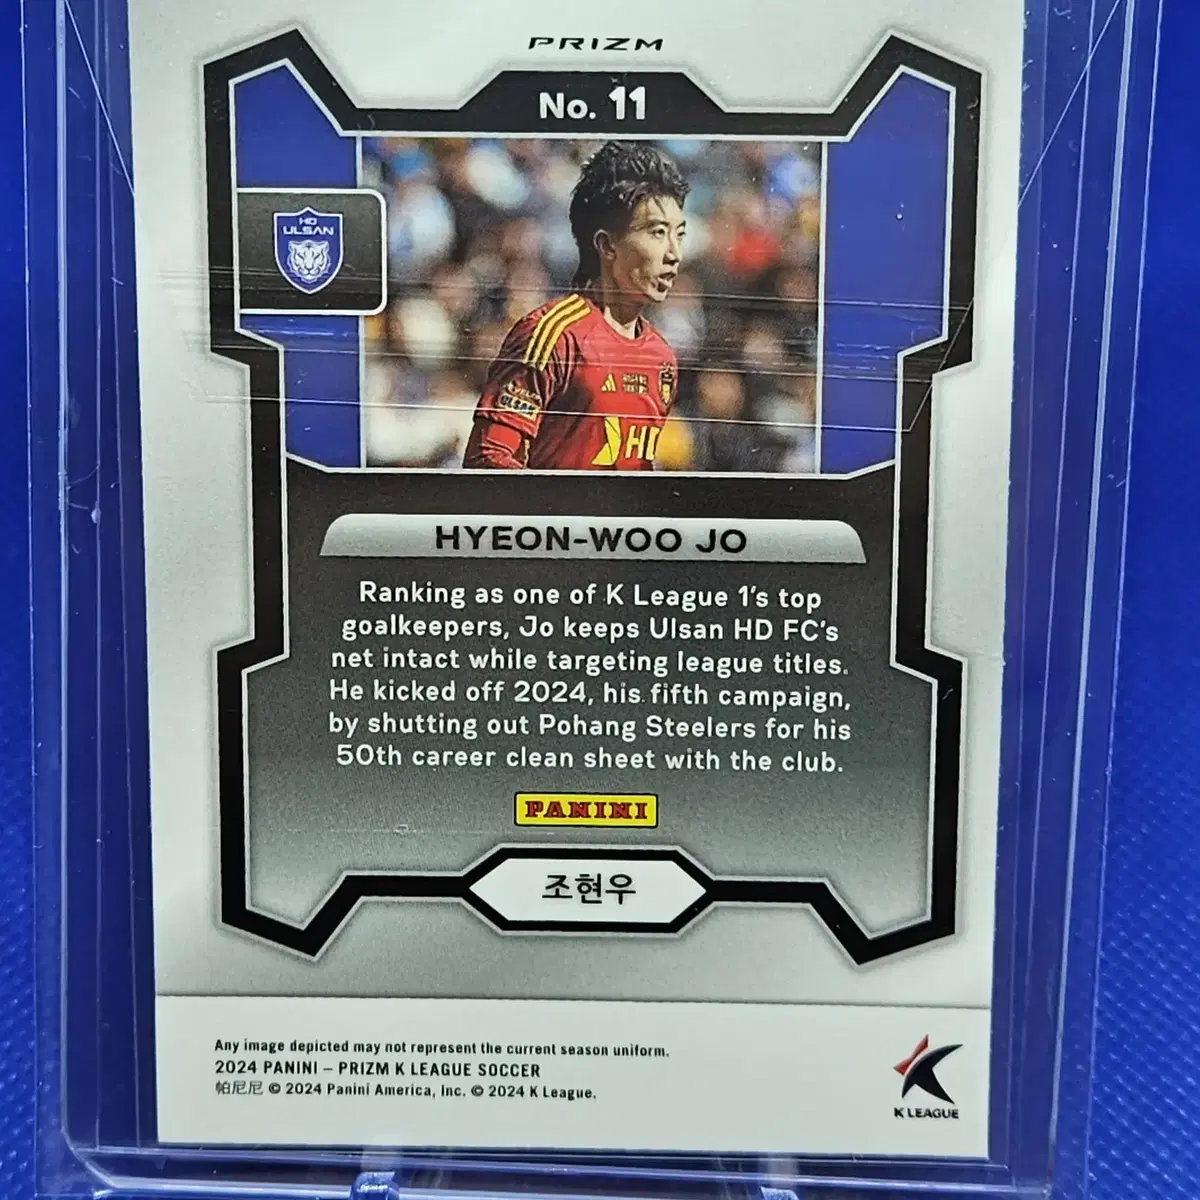 PRIZM
No. 11
HD
ULSAN
ULSAN
HD
HYEON-WOO JO
Ranking as one of K League 1's top
goalkeepers, Jo keeps Ulsan HD FC's
net intact while targeting league titles.
He kicked off 2024, his fifth campaign,
by shutting out Pohang Steelers for his
50th career clean sheet with the club.
PANINI
조현우
Any image depicted may not represent the current season uniform.
2024 PANINI – PRIZM K LEAGUE SOCCER
帕尼尼 © 2024 Panini America, Inc. © 2024 K League.
K LEAGUE